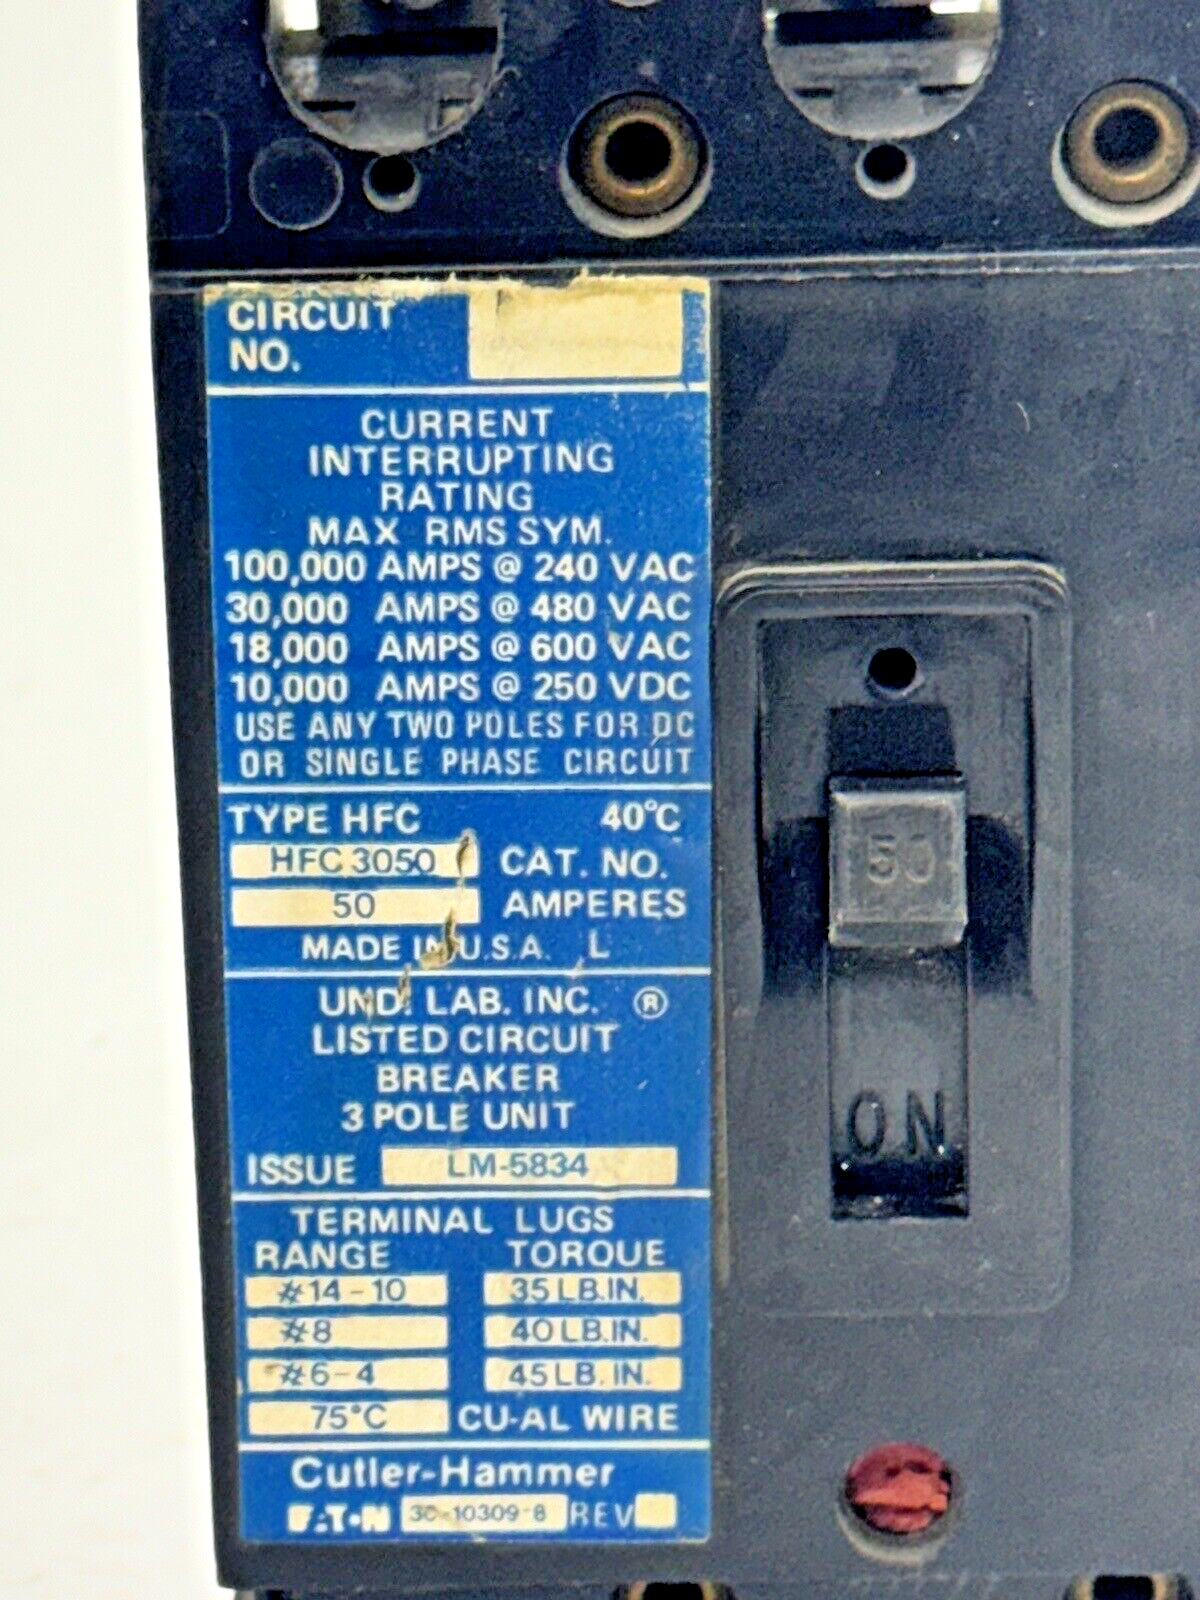 CIRCUIT
NO.
CURRENT
INTERRUPTING
RATING
MAX RMS SYM.
100,000 AMPS @ 240 VAC
30,000 AMPS @ 480 VAC
18,000 AMPS @ 600 VAC
10,000 AMPS @ 250 VDC
USE ANY TWO POLES FOR DC
OR SINGLE PHASE CIRCUIT
TYPE HFC 40°C
HFC 3050 CAT. NO.
50 AMPERES
MADE IN U.S.A. L
UND. LAB. INC. ®
LISTED CIRCUIT
BREAKER
3 POLE UNIT
ISSUE LM-5834
TERMINAL LUGS
RANGE TORQUE
#14-10 35 LB.IN.
#8 40 LB.IN.
#6-4 45 LB. IN.
75°C CU-AL WIRE
Cutler-Hammer
EATON 30-10309-8 REV
50
ON